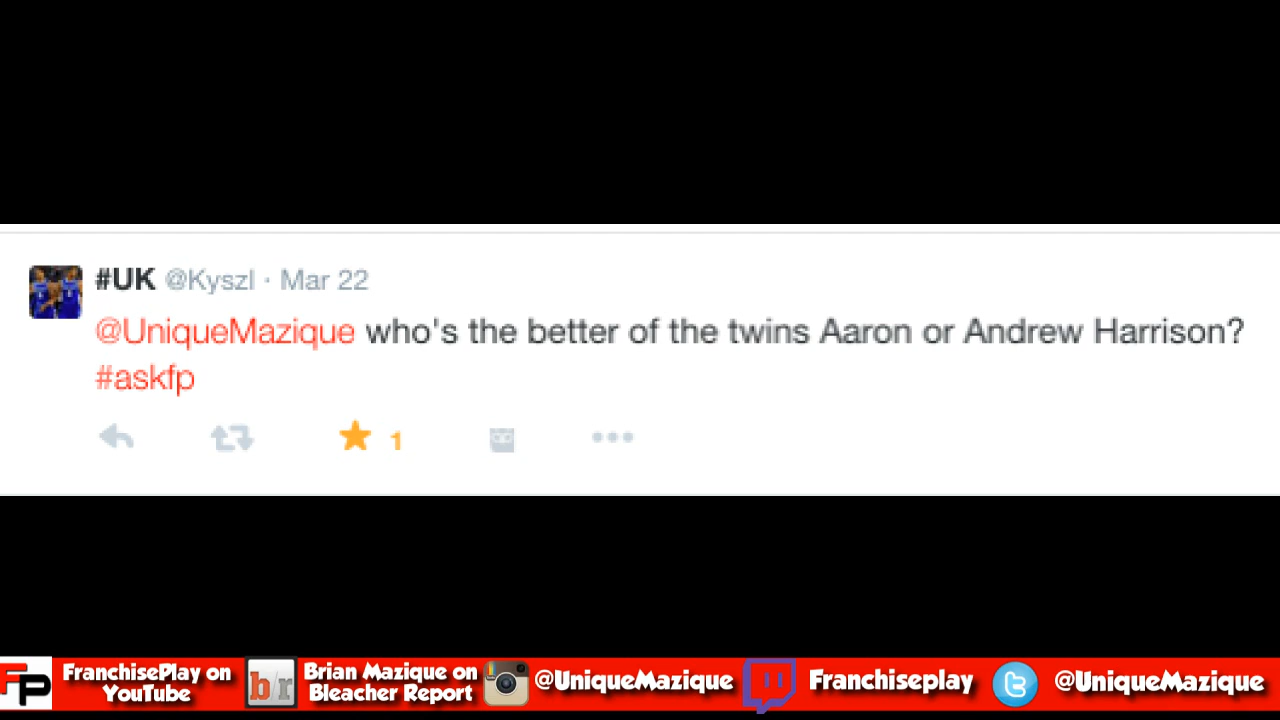 #UK @Kyszl · Mar 22
@UniqueMazique who's the better of the twins Aaron or Andrew Harrison?
#askfp
1
FP FranchisePlay on YouTube
b/r Brian Mazique on Bleacher Report
@UniqueMazique
Franchiseplay
@UniqueMazique